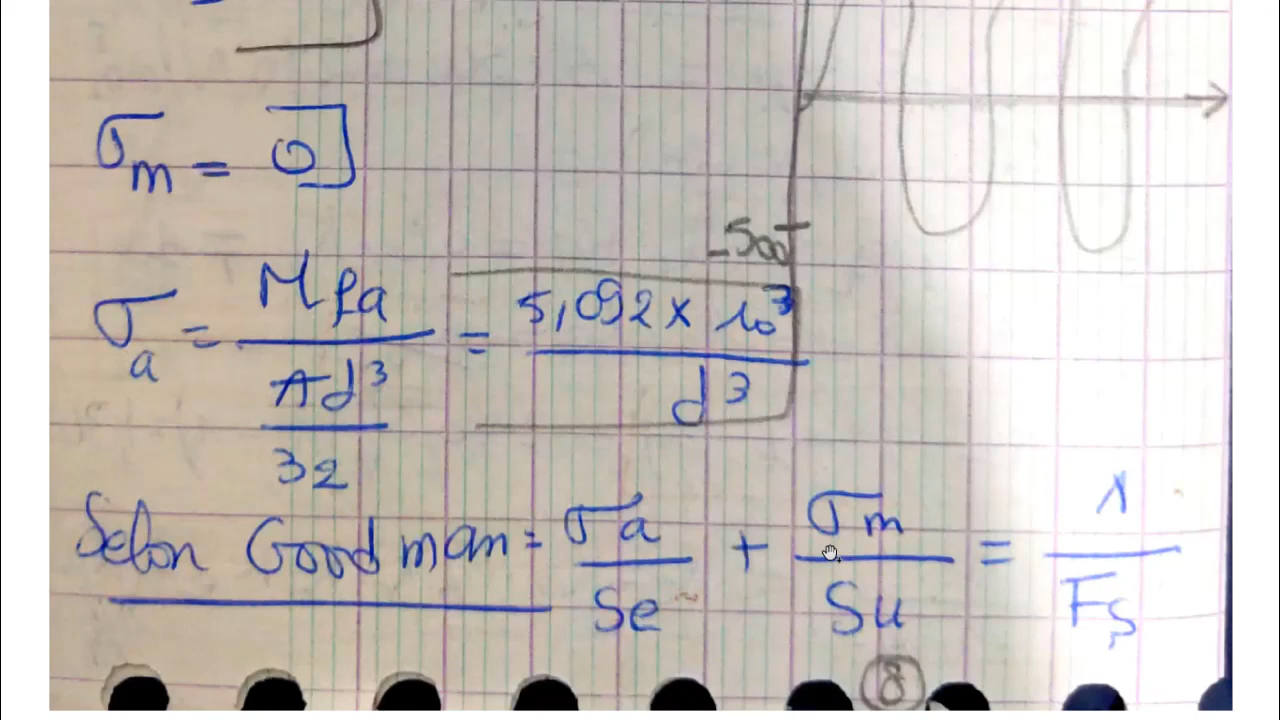 σm = 0
-500
σa = Mfa / (πd³ / 32) = 5,092 × 10³ / d³
Selon Goodman = σa / Se + σm / Su = 1 / Fs
8